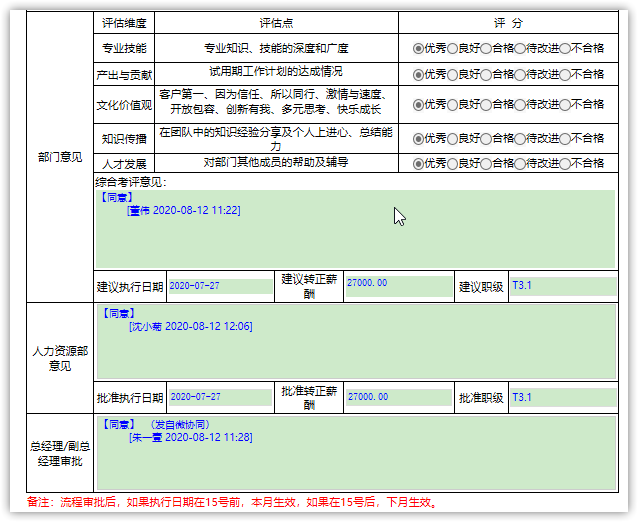 评估维度 评估点 评 分
专业技能 专业知识、技能的深度和广度 优秀 良好 合格 待改进 不合格
产出与贡献 试用期工作计划的达成情况 优秀 良好 合格 待改进 不合格
文化价值观 客户第一、因为信任、所以同行、激情与速度、
开放包容、创新有我、多元思考、快乐成长 优秀 良好 合格 待改进 不合格
知识传播 在团队中的知识经验分享及个人上进心、总结能
力 优秀 良好 合格 待改进 不合格
人才发展 对部门其他成员的帮助及辅导 优秀 良好 合格 待改进 不合格
部门意见
综合考评意见：
【同意】
[董伟 2020-08-12 11:22]
建议执行日期 2020-07-27 建议转正薪
酬 27000.00 建议职级 T3.1
人力资源部
意见
【同意】
[沈小菊 2020-08-12 12:06]
批准执行日期 2020-07-27 批准转正薪
酬 27000.00 批准职级 T3.1
总经理/副总
经理审批
【同意】 （发自微协同）
[朱一壹 2020-08-12 11:28]
备注：流程审批后，如果执行日期在15号前，本月生效，如果在15号后，下月生效。